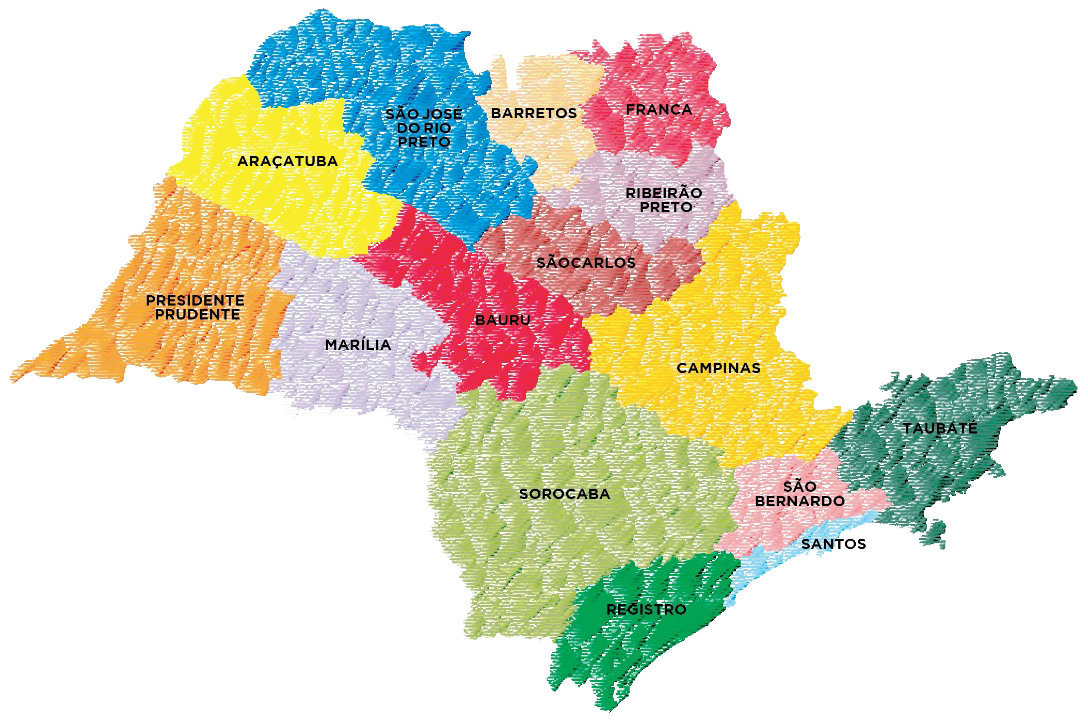 SÃO JOSÉ
DO RIO
PRETO
BARRETOS
FRANCA
ARAÇATUBA
RIBEIRÃO
PRETO
SÃOCARLOS
PRESIDENTE
PRUDENTE
BAURU
MARÍLIA
CAMPINAS
TAUBATÉ
SOROCABA
SÃO
BERNARDO
SANTOS
REGISTRO